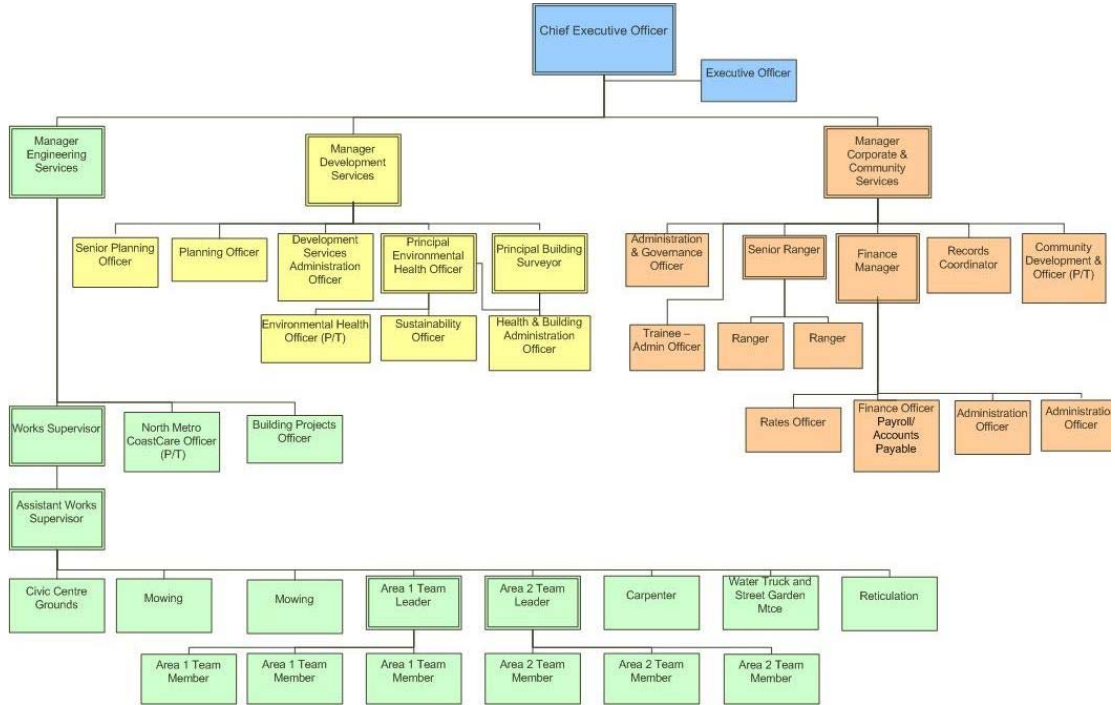 Chief Executive Officer
Executive Officer
Manager
Engineering
Services
Manager
Development
Services
Manager
Corporate &
Community
Services
Senior Planning
Officer
Planning Officer
Development
Services
Administration
Officer
Principal
Environmental
Health Officer
Principal Building
Surveyor
Administration
& Governance
Officer
Senior Ranger
Finance
Manager
Records
Coordinator
Community
Development &
Officer (P/T)
Environmental Health
Officer (P/T)
Sustainability
Officer
Health & Building
Administration
Officer
Trainee –
Admin Officer
Ranger
Ranger
Works Supervisor
North Metro
CoastCare Officer
(P/T)
Building Projects
Officer
Rates Officer
Finance Officer
Payroll/
Accounts
Payable
Administration
Officer
Administration
Officer
Assistant Works
Supervisor
Civic Centre
Grounds
Mowing
Mowing
Area 1 Team
Leader
Area 2 Team
Leader
Carpenter
Water Truck and
Street Garden
Mtce
Reticulation
Area 1 Team
Member
Area 1 Team
Member
Area 1 Team
Member
Area 2 Team
Member
Area 2 Team
Member
Area 2 Team
Member